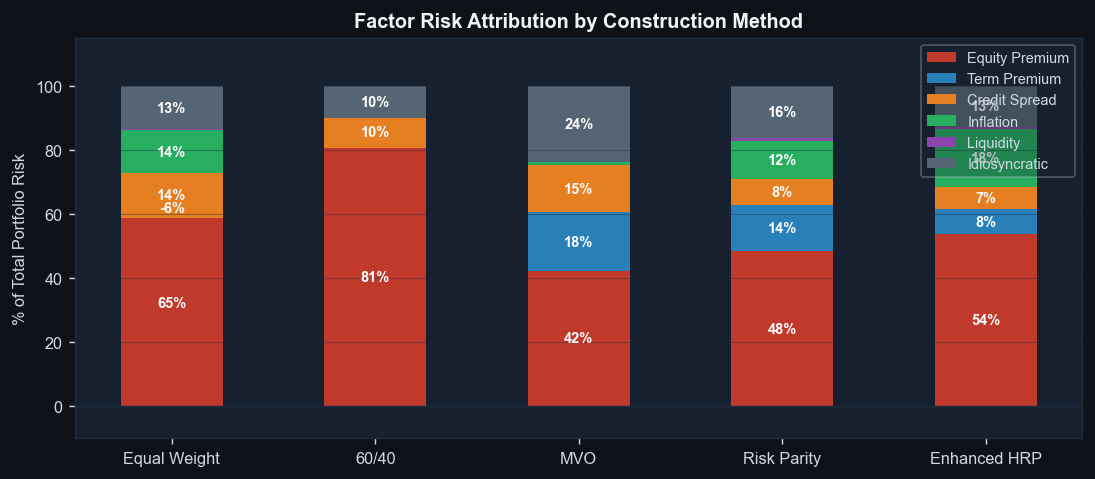 Factor Risk Attribution by Construction Method
% of Total Portfolio Risk
100
80
60
40
20
0
13%
14%
14%
-6%
65%
10%
10%
81%
24%
15%
18%
42%
16%
12%
8%
14%
48%
13%
18%
7%
8%
54%
Equity Premium
Term Premium
Credit Spread
Inflation
Liquidity
Idiosyncratic
Equal Weight
60/40
MVO
Risk Parity
Enhanced HRP